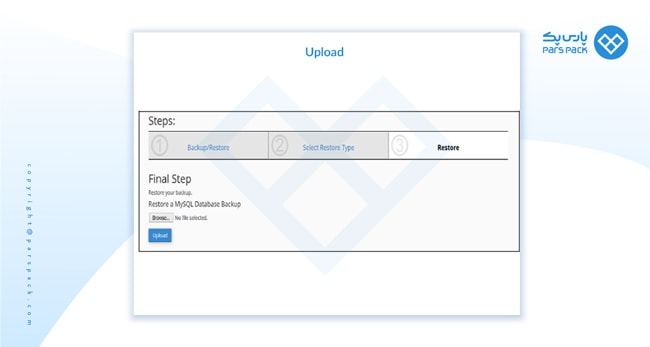 پارس پک
PARS PACK
Upload
Steps:
1 Backup/Restore 2 Select Restore Type 3 Restore
Final Step
Restore your backup.
Restore a MySQL Database Backup
Browse... No file selected.
Upload
copyright@parspack.com